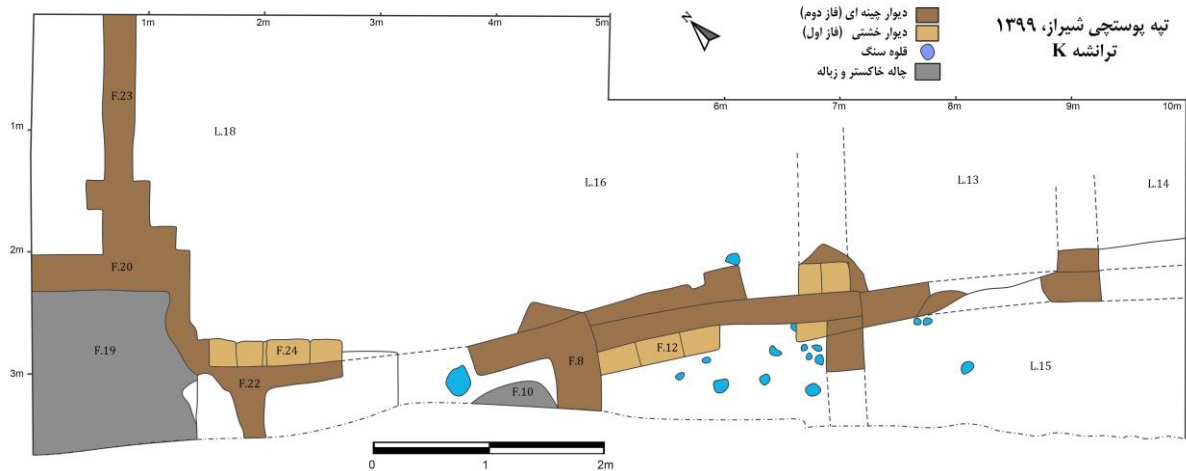 تپه پوستچی شیراز، ۱۳۹۹
ترانشه K
دیوار چینه ای (فاز دوم)
دیوار خشتی (فاز اول)
قلوه سنگ
چاله خاکستر و زباله
N
1m
2m
3m
4m
5m
6m
7m
8m
9m
10m
1m
2m
3m
F.23
L.18
L.16
L.13
L.14
F.20
F.19
F.24
F.22
F.8
F.12
F.10
L.15
0
1
2m